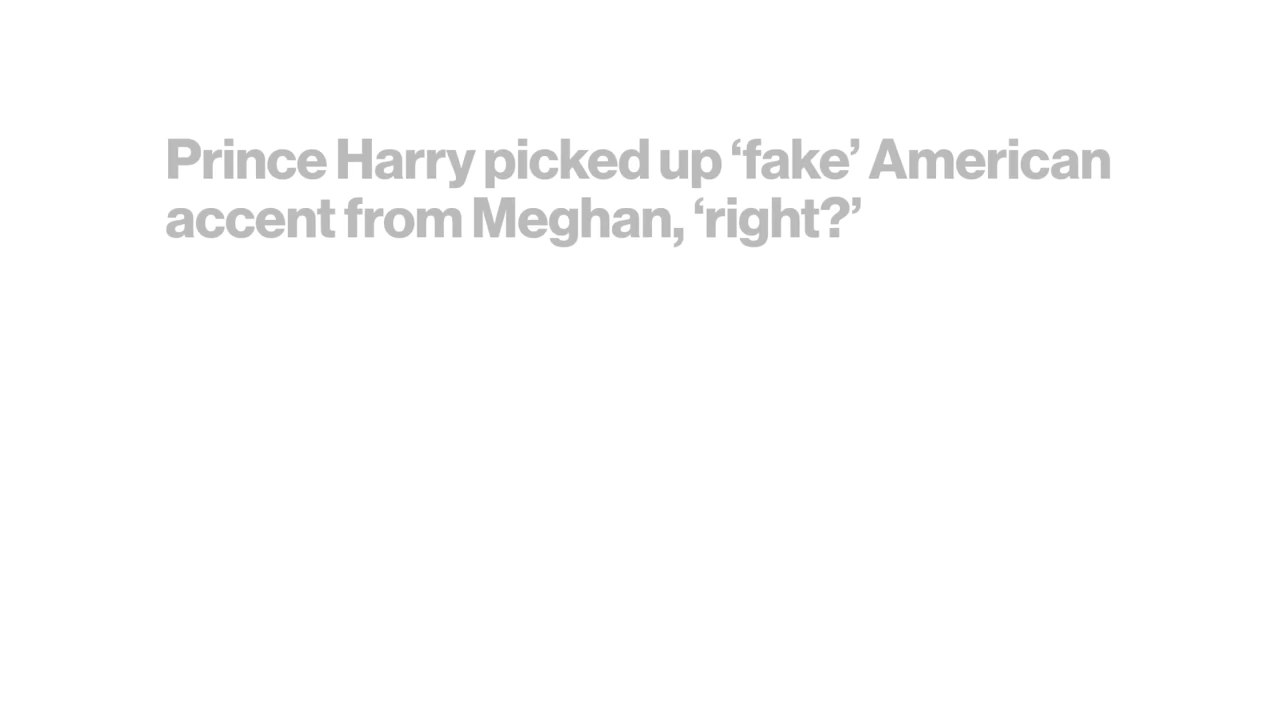 Prince Harry picked up ‘fake’ American
accent from Meghan, ‘right?’